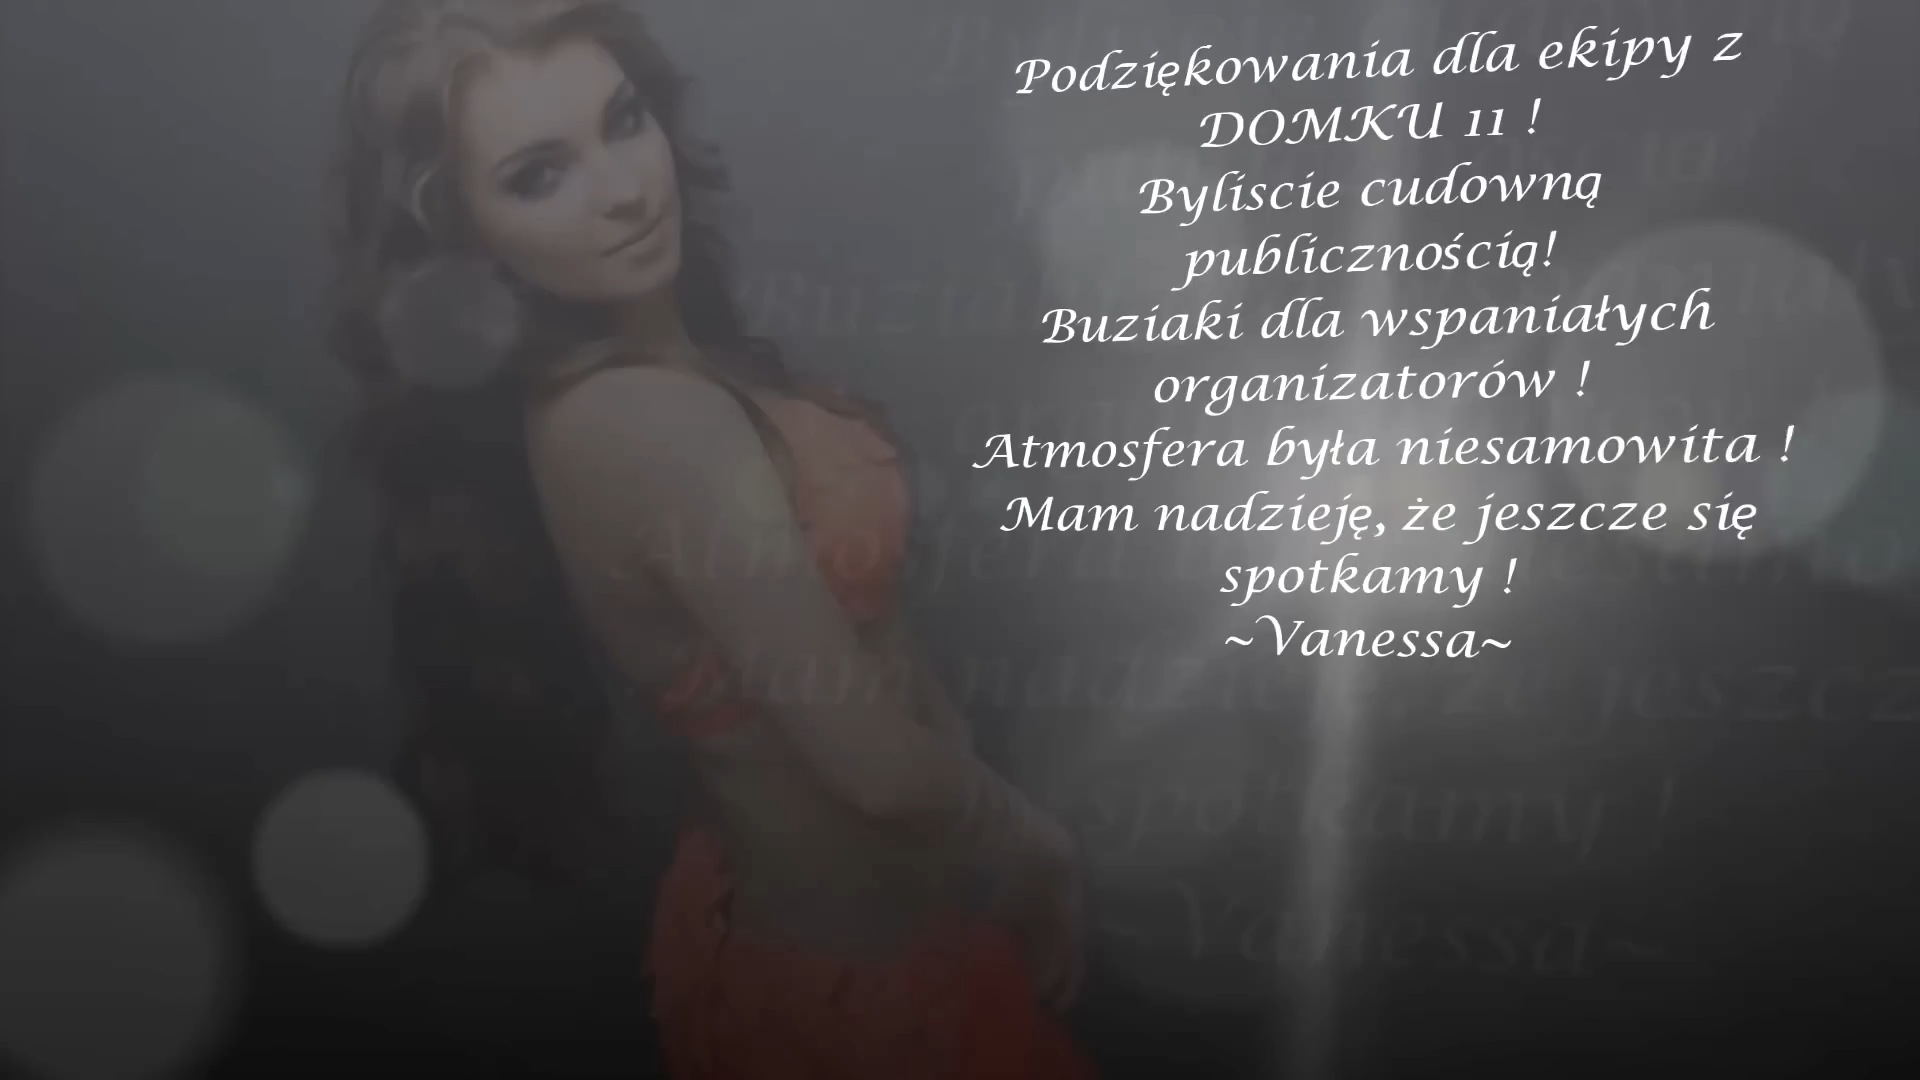 Podziękowania dla ekipy z
DOMKU 11 !
Byliscie cudowną
publicznością!
Buziaki dla wspaniałych
organizatorów !
Atmosfera była niesamowita !
Mam nadzieję, że jeszcze się
spotkamy !
~Vanessa~